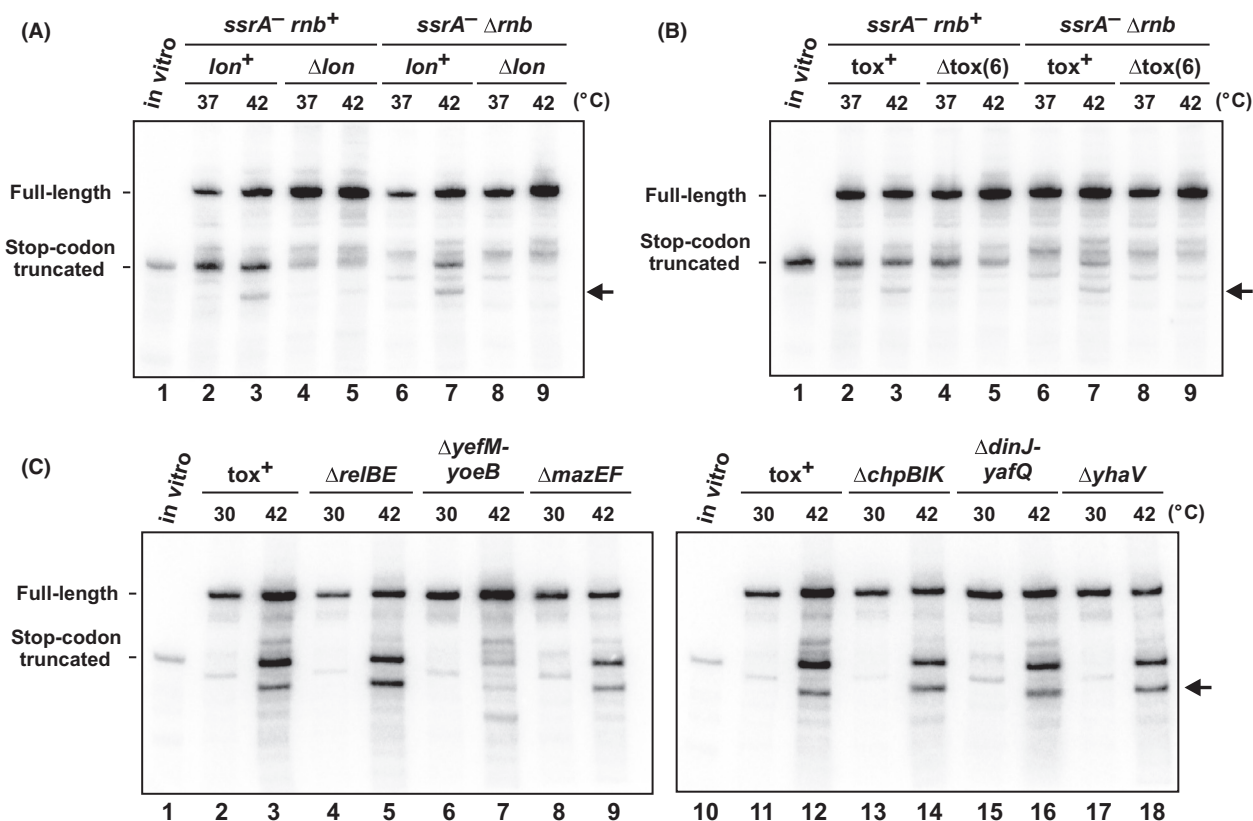 (A)
ssrA⁻ rnb⁺ ssrA⁻ Δrnb
in vitro lon⁺ Δlon lon⁺ Δlon
37 42 37 42 37 42 37 42 (°C)
Full-length
Stop-codon
truncated
1 2 3 4 5 6 7 8 9
(B)
ssrA⁻ rnb⁺ ssrA⁻ Δrnb
in vitro tox⁺ Δtox(6) tox⁺ Δtox(6)
37 42 37 42 37 42 37 42 (°C)
Full-length
Stop-codon
truncated
1 2 3 4 5 6 7 8 9
(C)
ΔyefM-
in vitro tox⁺ ΔrelBE yoeB ΔmazEF
30 42 30 42 30 42 30 42
Full-length
Stop-codon
truncated
1 2 3 4 5 6 7 8 9
ΔdinJ-
in vitro tox⁺ ΔchpBIK yafQ ΔyhaV
30 42 30 42 30 42 30 42 (°C)
10 11 12 13 14 15 16 17 18